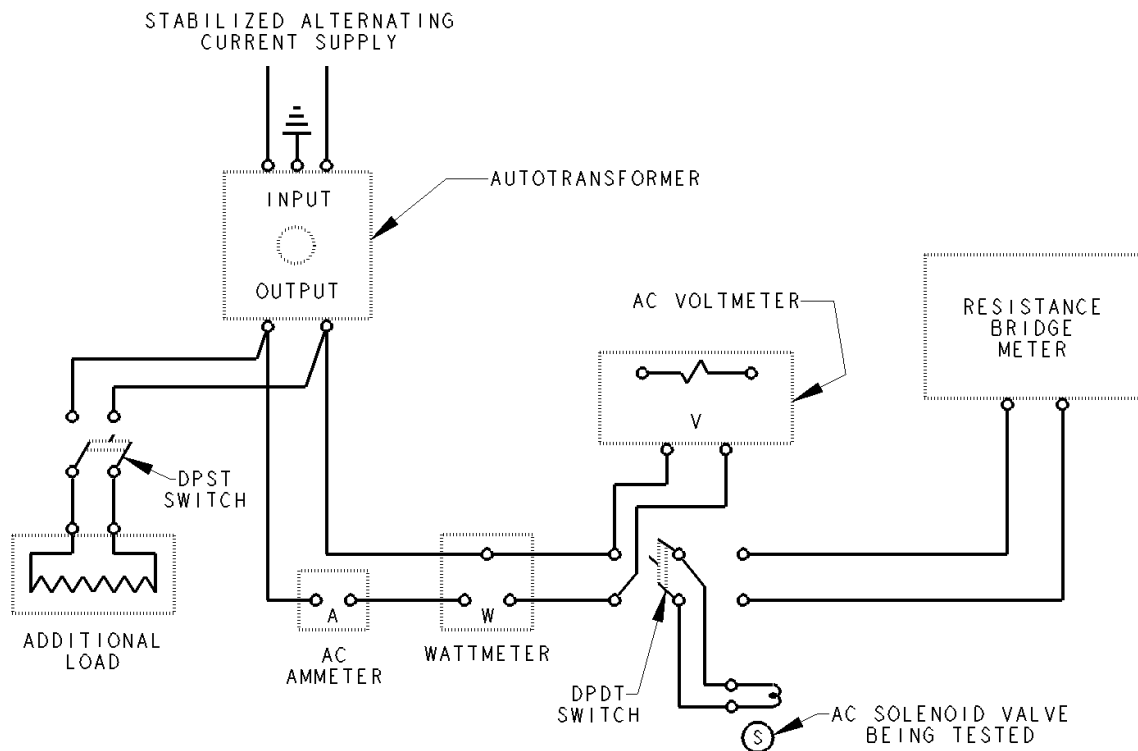 STABILIZED ALTERNATING
CURRENT SUPPLY
INPUT
AUTOTRANSFORMER
OUTPUT
AC VOLTMETER
RESISTANCE
BRIDGE
METER
V
DPST
SWITCH
A
W
ADDITIONAL
LOAD
AC
AMMETER
WATTMETER
DPDT
SWITCH
S
AC SOLENOID VALVE
BEING TESTED